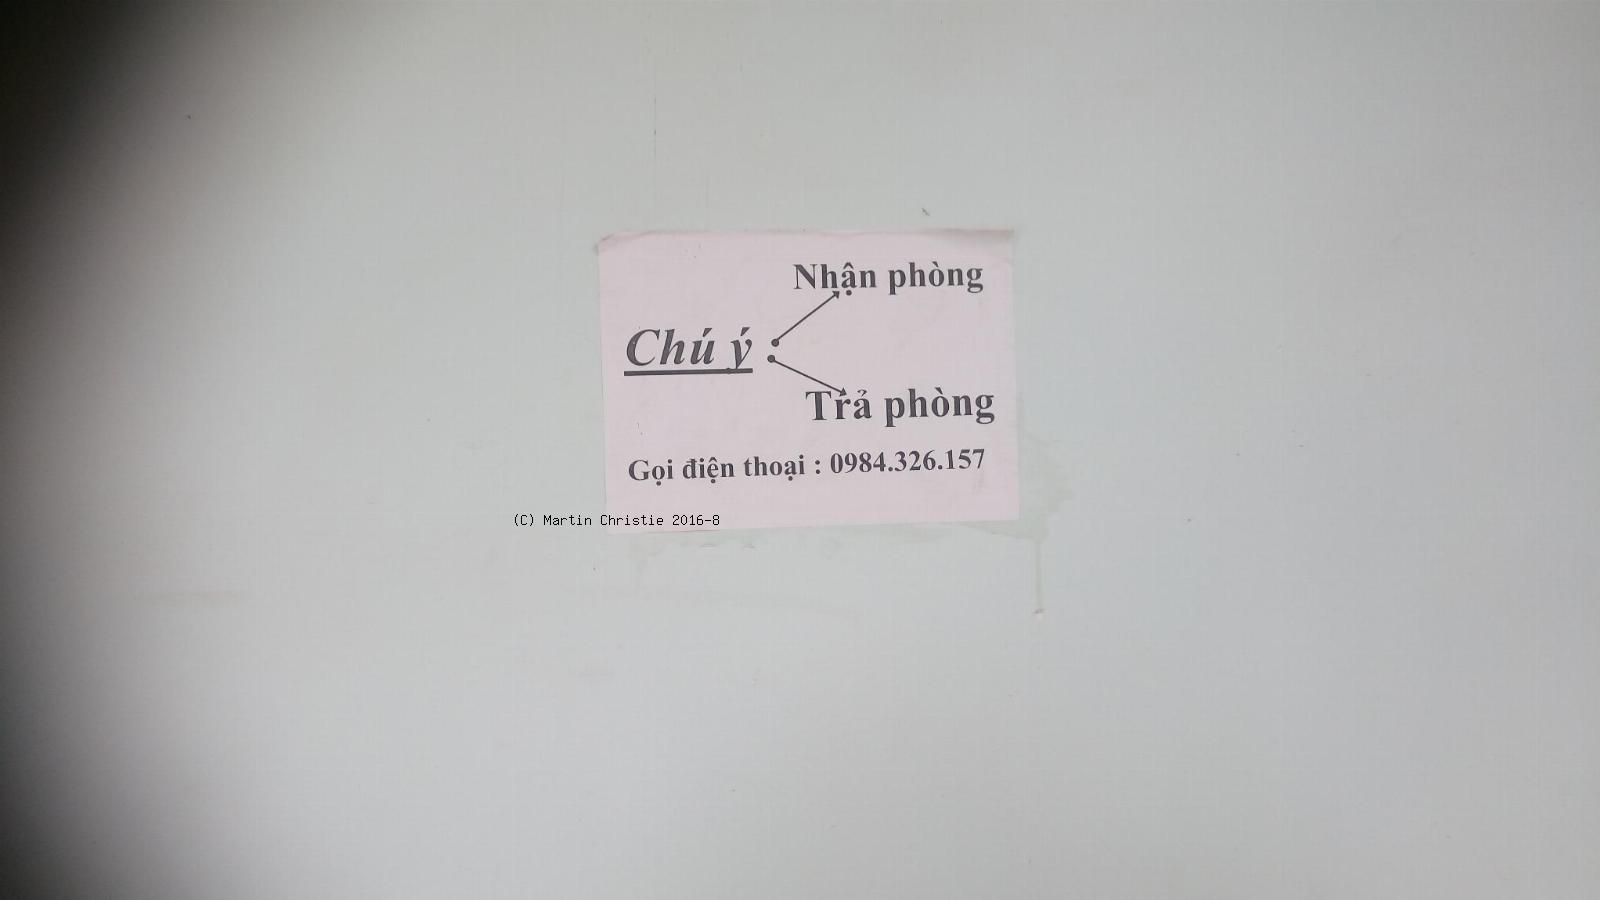 Nhận phòng
Chú ý :
Trả phòng
Gọi điện thoại : 0984.326.157
(C) Martin Christie 2016-8